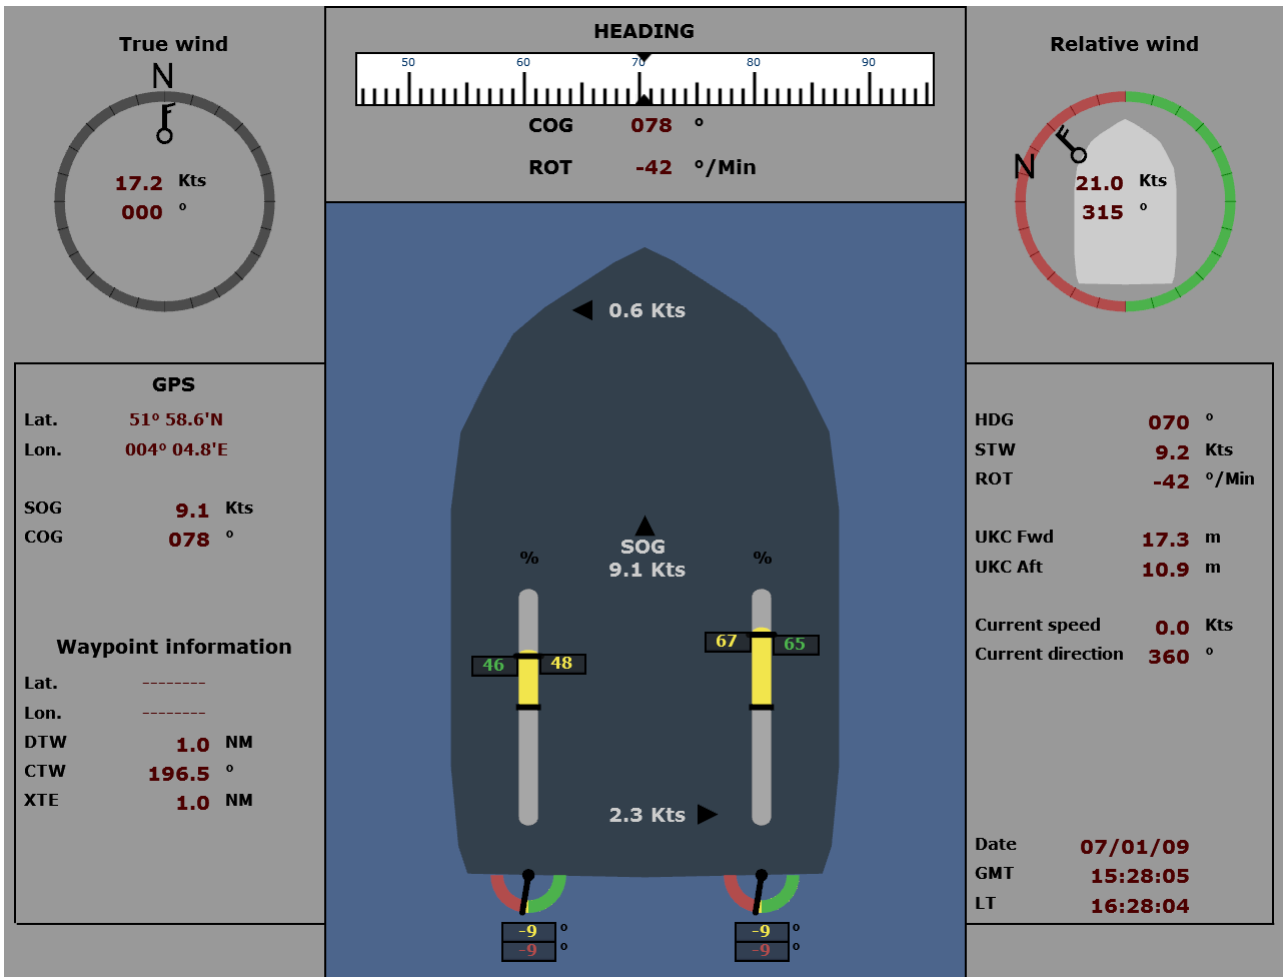 True wind
N
17.2 Kts
000 °
HEADING
50 60 70 80 90
COG 078 °
ROT -42 °/Min
Relative wind
N
21.0 Kts
315 °
GPS
Lat. 51° 58.6'N
Lon. 004° 04.8'E
SOG 9.1 Kts
COG 078 °
Waypoint information
Lat. --------
Lon. --------
DTW 1.0 NM
CTW 196.5 °
XTE 1.0 NM
0.6 Kts
SOG
9.1 Kts
% %
46 48 67 65
2.3 Kts
-9 ° -9 °
-9 ° -9 °
HDG 070 °
STW 9.2 Kts
ROT -42 °/Min
UKC Fwd 17.3 m
UKC Aft 10.9 m
Current speed 0.0 Kts
Current direction 360 °
Date 07/01/09
GMT 15:28:05
LT 16:28:04